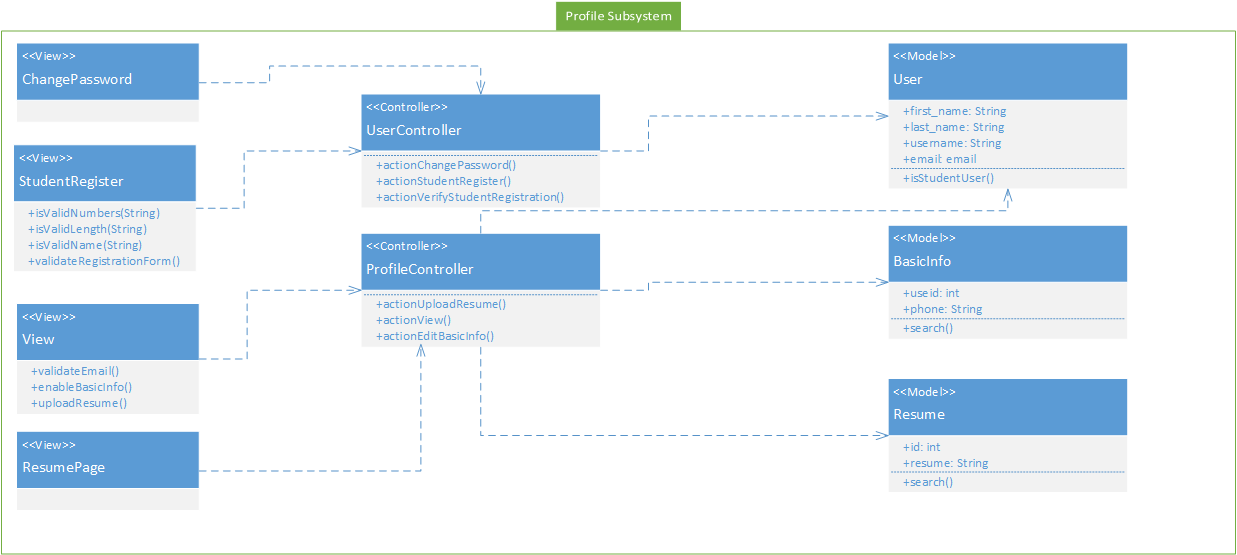 Profile Subsystem
<<View>>
ChangePassword
<<View>>
StudentRegister
+isValidNumbers(String)
+isValidLength(String)
+isValidName(String)
+validateRegistrationForm()
<<View>>
View
+validateEmail()
+enableBasicInfo()
+uploadResume()
<<View>>
ResumePage
<<Controller>>
UserController
+actionChangePassword()
+actionStudentRegister()
+actionVerifyStudentRegistration()
<<Controller>>
ProfileController
+actionUploadResume()
+actionView()
+actionEditBasicInfo()
<<Model>>
User
+first_name: String
+last_name: String
+username: String
+email: email
+isStudentUser()
<<Model>>
BasicInfo
+useid: int
+phone: String
+search()
<<Model>>
Resume
+id: int
+resume: String
+search()